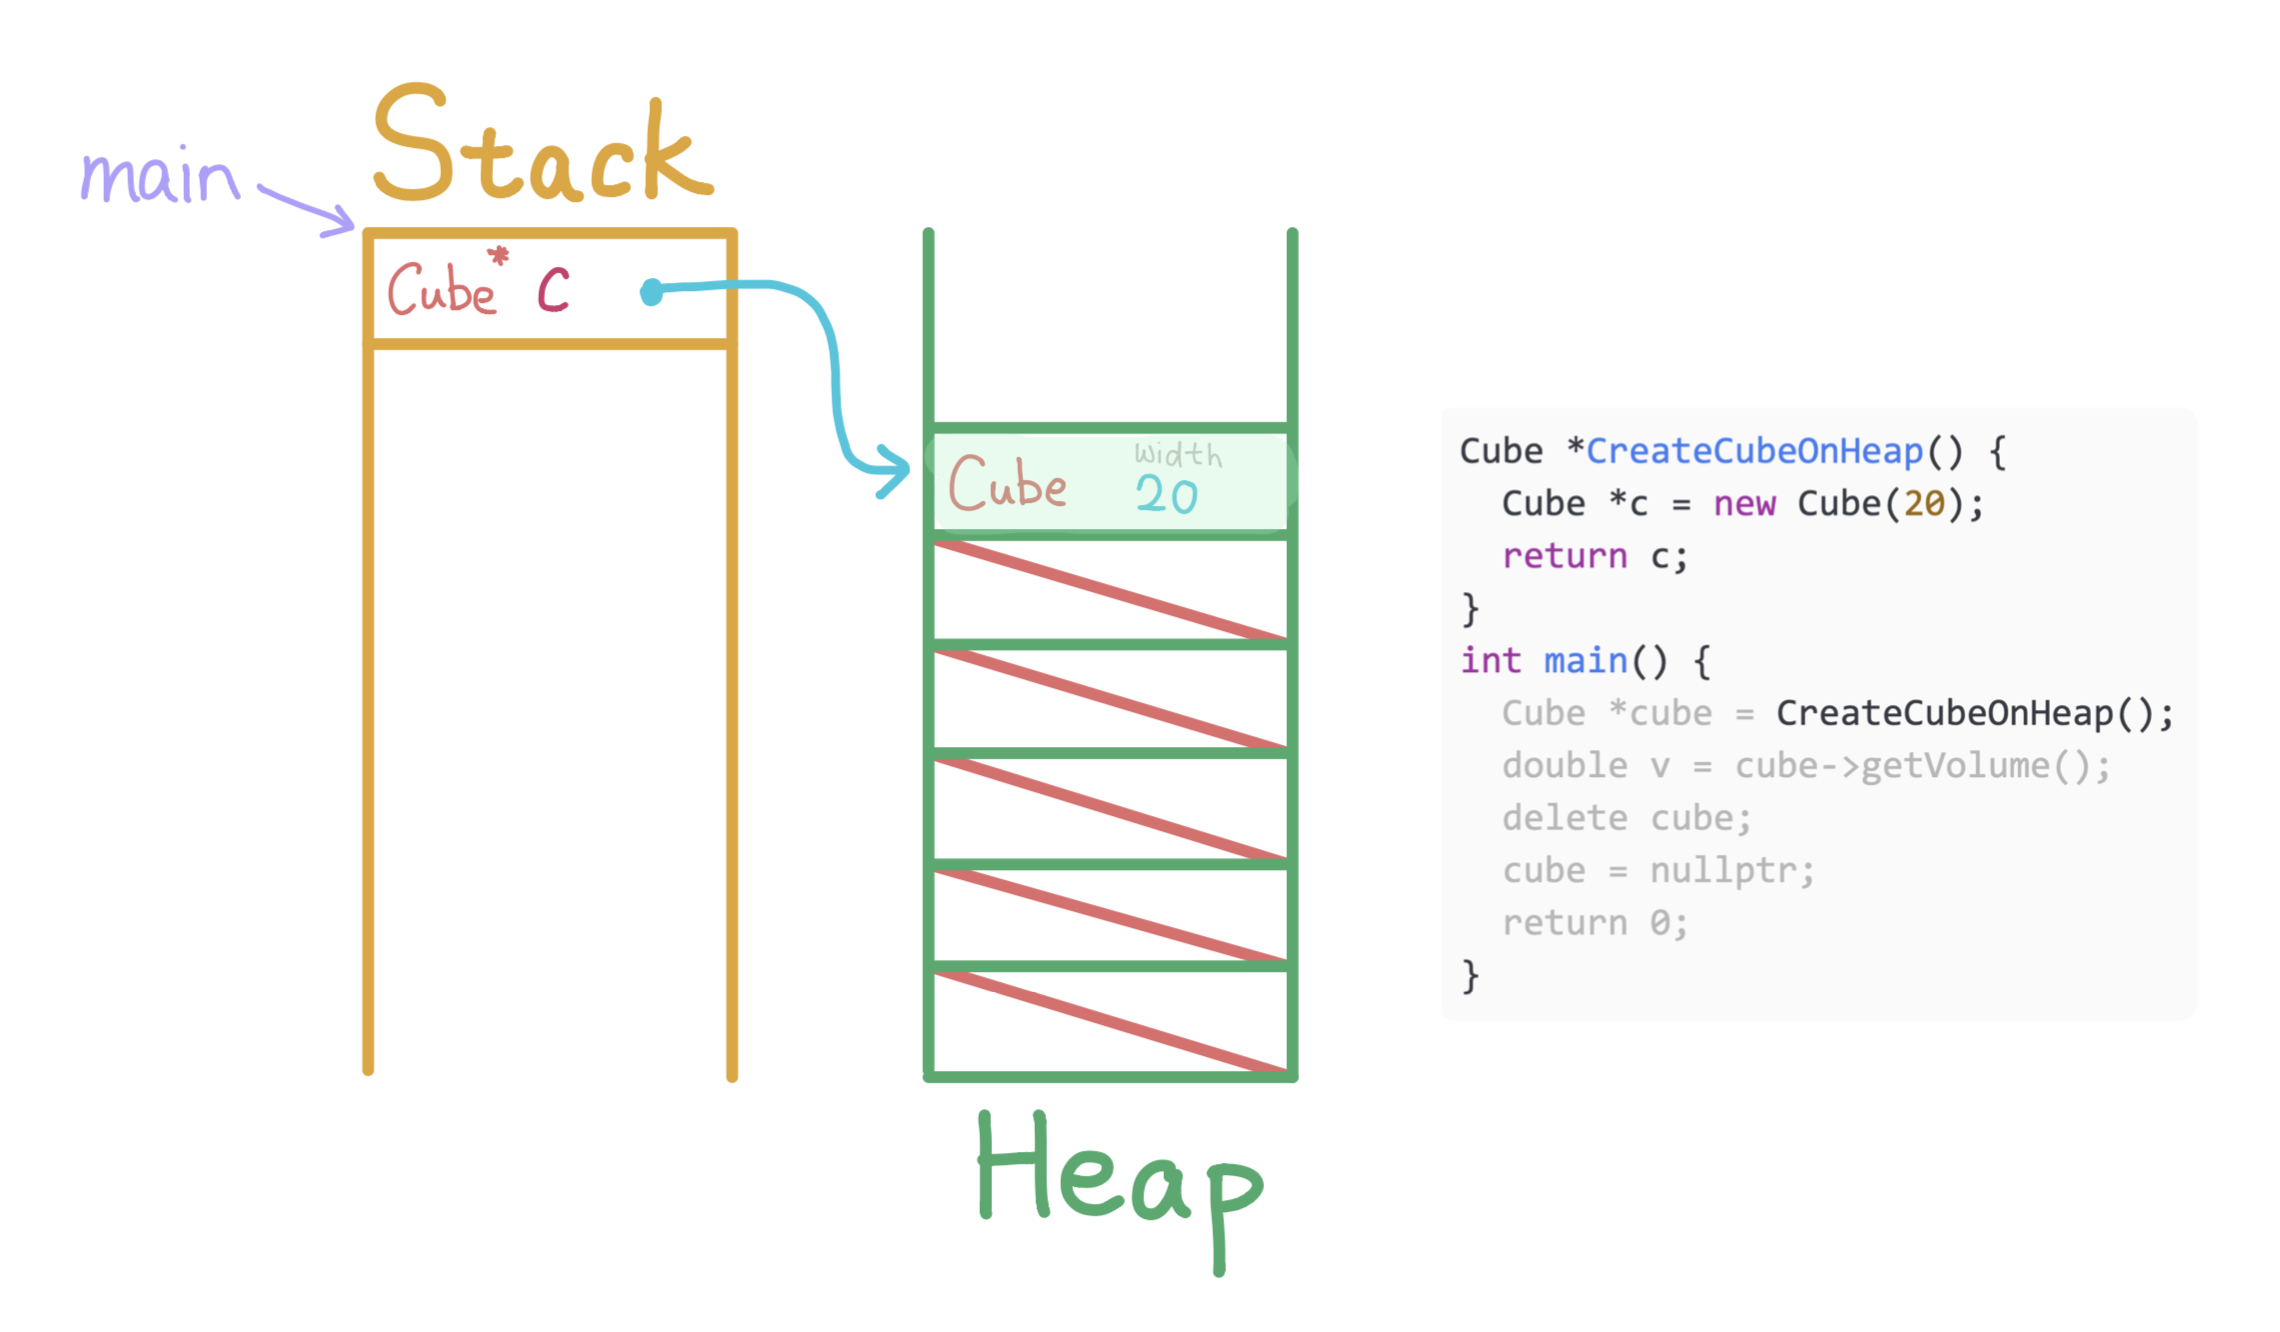 Stack
main
Cube* C
width
Cube 20
Heap
Cube *CreateCubeOnHeap() {
  Cube *c = new Cube(20);
  return c;
}
int main() {
  Cube *cube = CreateCubeOnHeap();
  double v = cube->getVolume();
  delete cube;
  cube = nullptr;
  return 0;
}